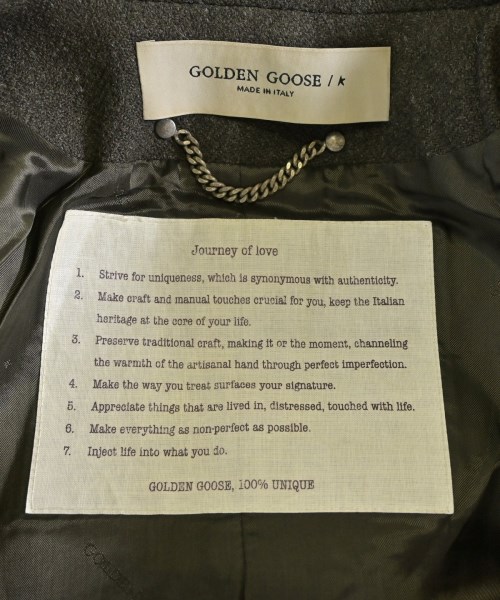 GOLDEN GOOSE / K
MADE IN ITALY
Journey of love
1. Strive for uniqueness, which is synonymous with authenticity.
2. Make craft and manual touches crucial for you, keep the Italian
heritage at the core of your life.
3. Preserve traditional craft, making it or the moment, channeling
the warmth of the artisanal hand through perfect imperfection.
4. Make the way you treat surfaces your signature.
5. Appreciate things that are lived in, distressed, touched with life.
6. Make everything as non-perfect as possible.
7. Inject life into what you do.
GOLDEN GOOSE, 100% UNIQUE
GOLDEN